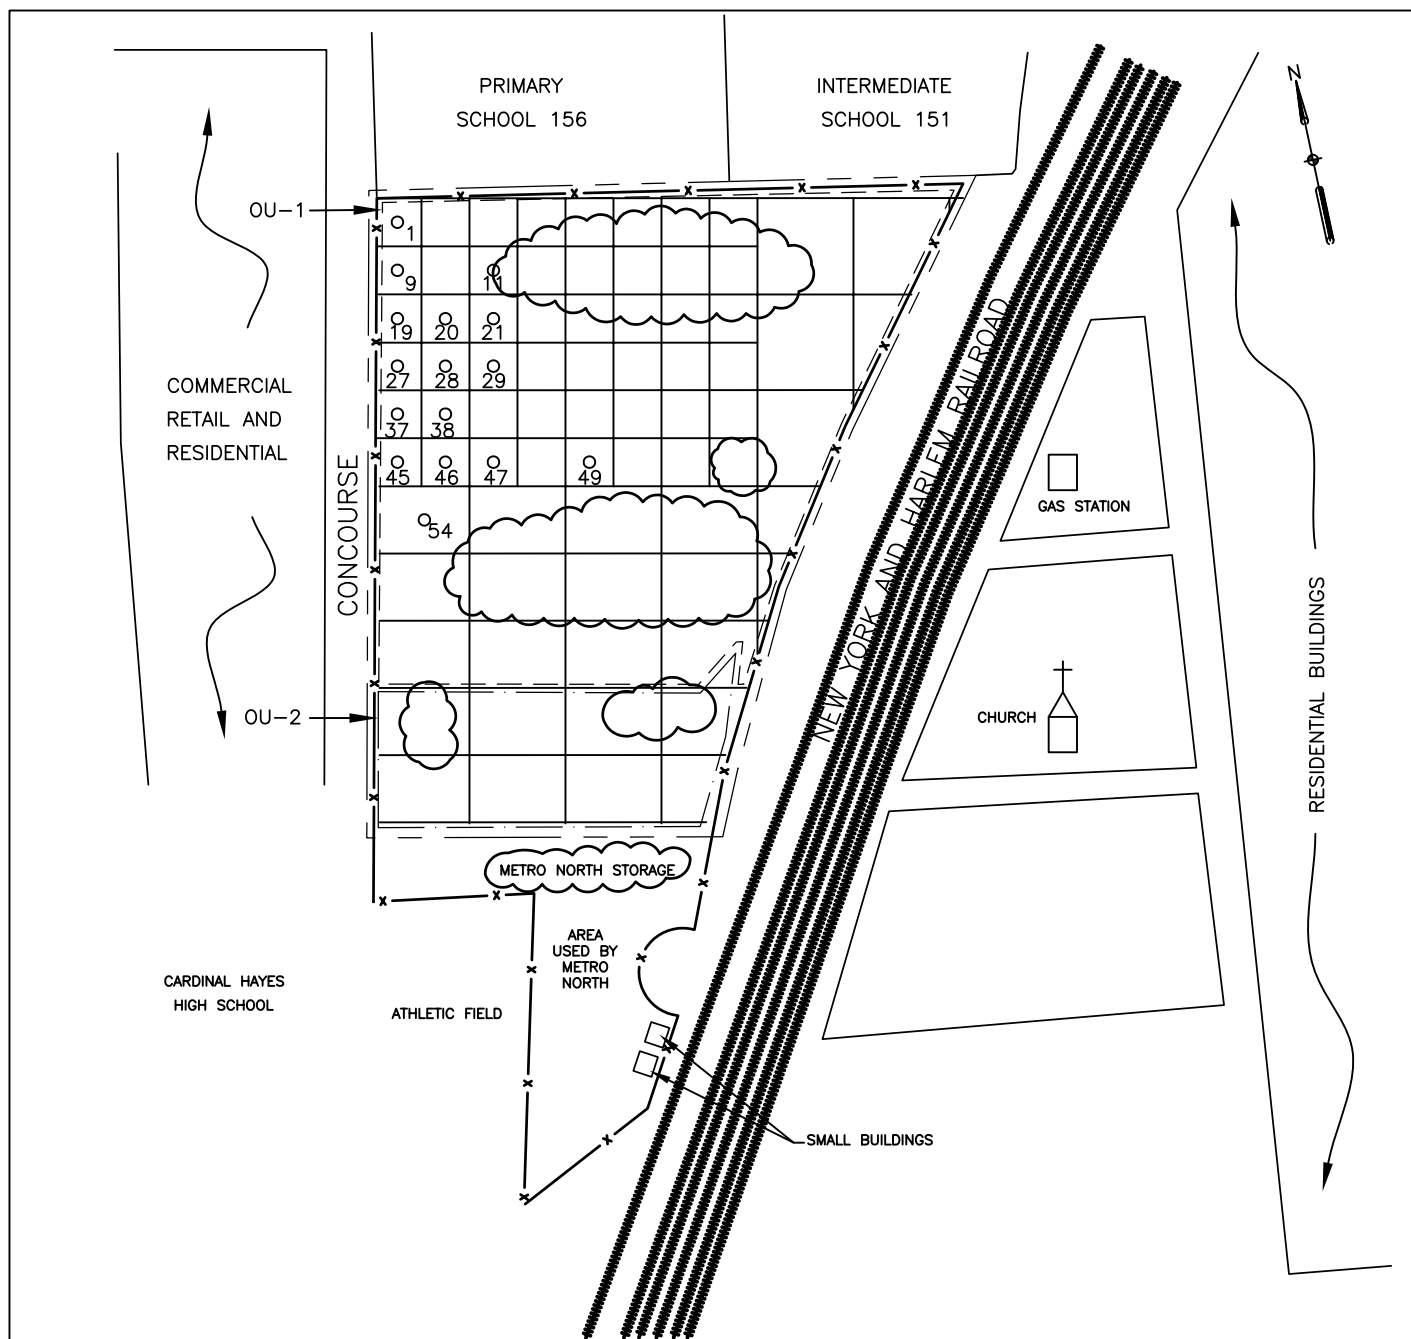 PRIMARY
SCHOOL 156
INTERMEDIATE
SCHOOL 151
N
OU-1
1
9
11
19 20 21
27 28 29
37 38
45 46 47 49
54
COMMERCIAL
RETAIL AND
RESIDENTIAL
CONCOURSE
NEW YORK AND HARLEM RAILROAD
GAS STATION
RESIDENTIAL BUILDINGS
OU-2
CHURCH
METRO NORTH STORAGE
AREA
USED BY
METRO
NORTH
CARDINAL HAYES
HIGH SCHOOL
ATHLETIC FIELD
SMALL BUILDINGS